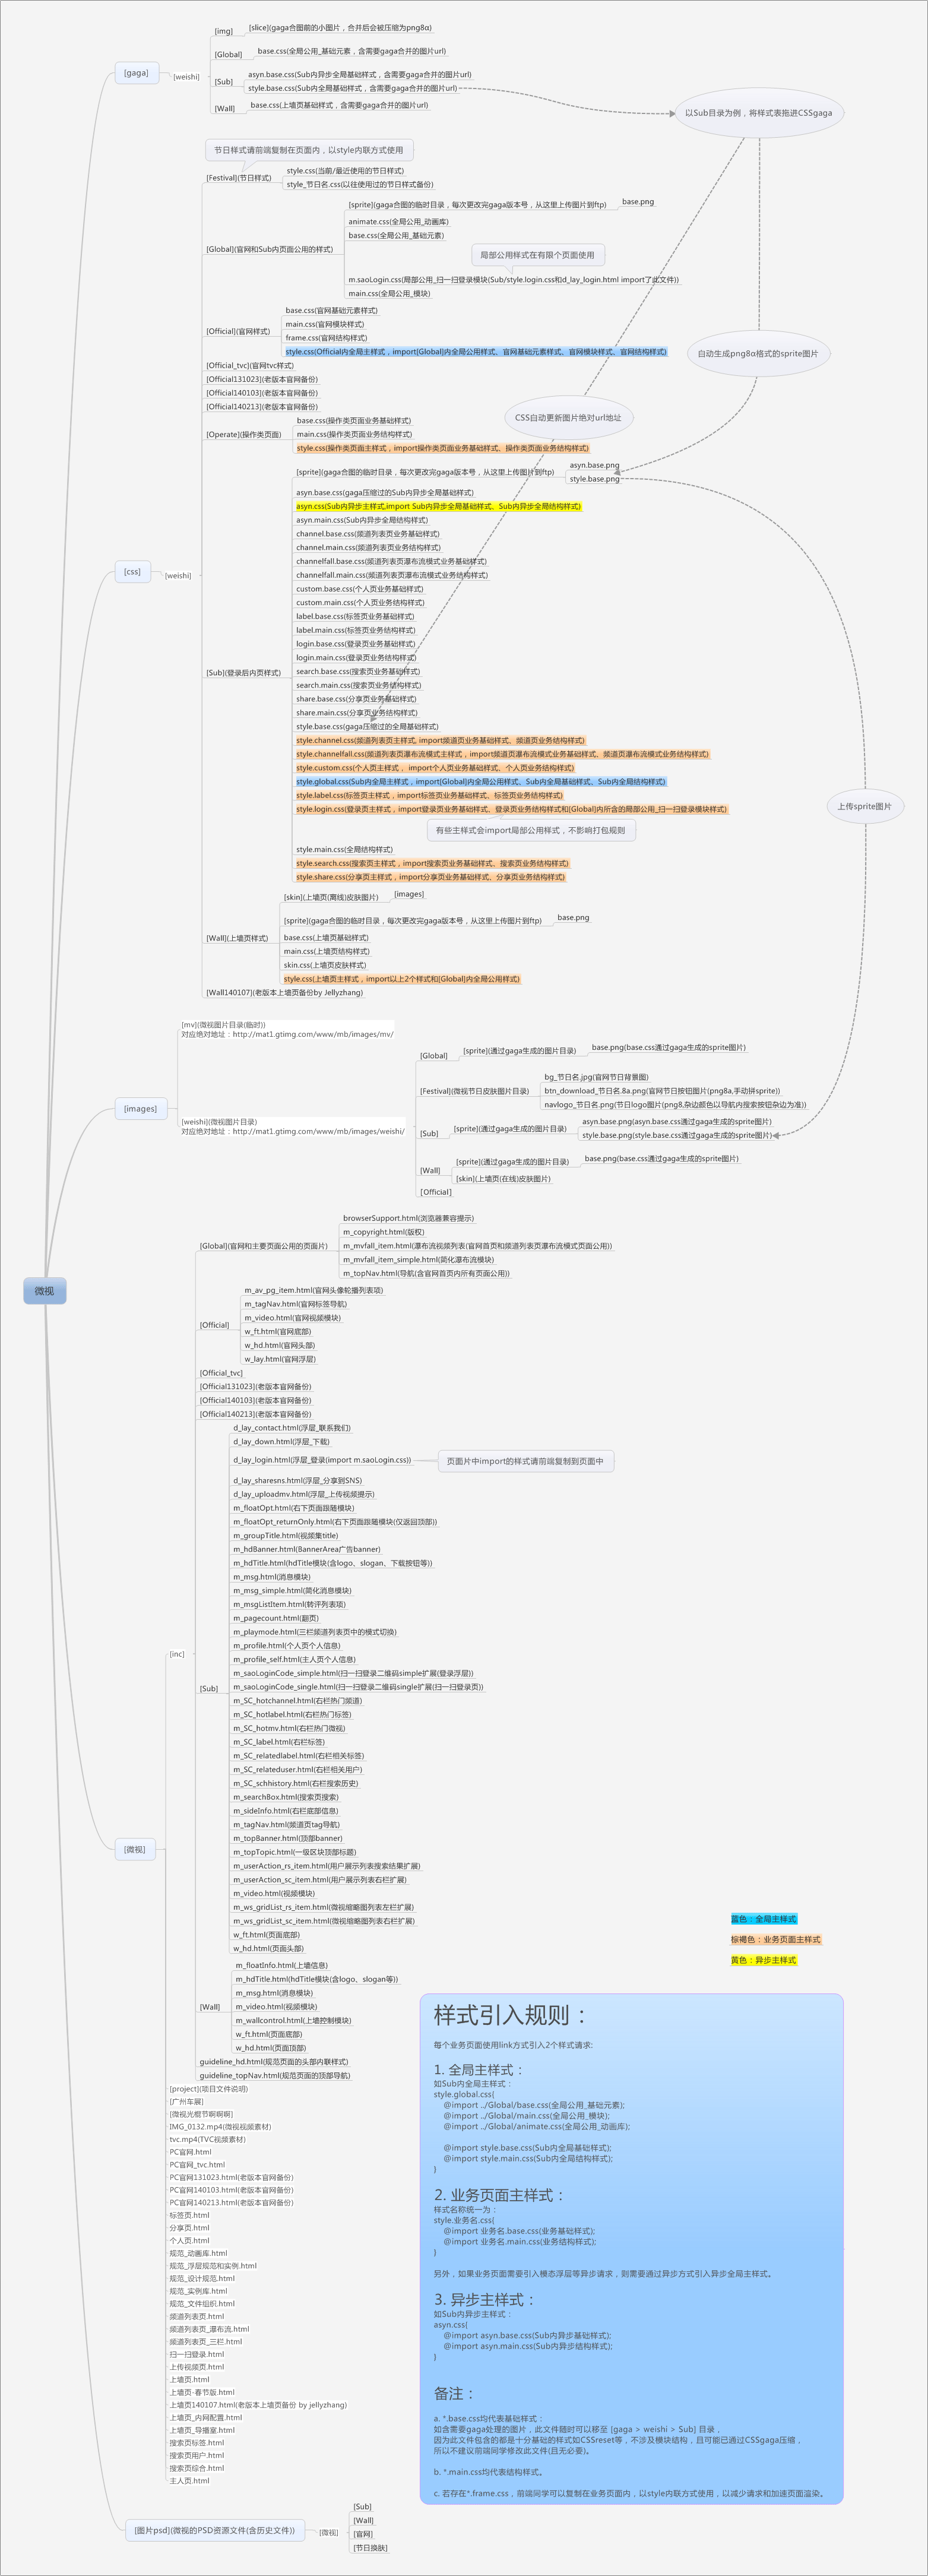 [gaga]
[weishi]
[img]
[slice](gaga合图前的小图片，合并后会被压缩为png8α)
[Global]
base.css(全局公用_基础元素，含需要gaga合并的图片url)
[Sub]
asyn.base.css(Sub内异步全局基础样式，含需要gaga合并的图片url)
style.base.css(Sub内全局基础样式，含需要gaga合并的图片url)
[Wall]
base.css(上墙页基础样式，含需要gaga合并的图片url)
以Sub目录为例，将样式表拖进CSSgaga
自动生成png8α格式的sprite图片
CSS自动更新图片绝对url地址
上传sprite图片
[css]
[weishi]
节日样式请前端复制在页面内，以style内联方式使用
[Festival](节日样式)
style.css(当前/最近使用的节日样式)
style_节日名.css(以往使用过的节日样式备份)
[Global](官网和Sub内页面公用的样式)
[sprite](gaga合图的临时目录，每次更改完gaga版本号，从这里上传图片到ftp)
base.png
animate.css(全局公用_动画库)
base.css(全局公用_基础元素)
局部公用样式在有限个页面使用
m.saoLogin.css(局部公用_扫一扫登录模块(Sub/style.login.css和d_lay_login.html import了此文件))
main.css(全局公用_模块)
[Official](官网样式)
base.css(官网基础元素样式)
main.css(官网模块样式)
frame.css(官网结构样式)
style.css(Official内全局主样式，import[Global]内全局公用样式、官网基础元素样式、官网模块样式、官网结构样式)
[Official_tvc](官网tvc样式)
[Official131023](老版本官网备份)
[Official140103](老版本官网备份)
[Official140213](老版本官网备份)
[Operate](操作类页面)
base.css(操作类页面业务基础样式)
main.css(操作类页面业务结构样式)
style.css(操作类页面主样式，import操作类页面业务基础样式、操作类页面业务结构样式)
[Sub](登录后内页样式)
[sprite](gaga合图的临时目录，每次更改完gaga版本号，从这里上传图片到ftp)
asyn.base.png
style.base.png
asyn.base.css(gaga压缩过的Sub内异步全局基础样式)
asyn.css(Sub内异步主样式,import Sub内异步全局基础样式、Sub内异步全局结构样式)
asyn.main.css(Sub内异步全局结构样式)
channel.base.css(频道列表页业务基础样式)
channel.main.css(频道列表页业务结构样式)
channelfall.base.css(频道列表页瀑布流模式业务基础样式)
channelfall.main.css(频道列表页瀑布流模式业务结构样式)
custom.base.css(个人页业务基础样式)
custom.main.css(个人页业务结构样式)
label.base.css(标签页业务基础样式)
label.main.css(标签页业务结构样式)
login.base.css(登录页业务基础样式)
login.main.css(登录页业务结构样式)
search.base.css(搜索页业务基础样式)
search.main.css(搜索页业务结构样式)
share.base.css(分享页业务基础样式)
share.main.css(分享页业务结构样式)
style.base.css(gaga压缩过的全局基础样式)
style.channel.css(频道列表页主样式, import频道页业务基础样式、频道页业务结构样式)
style.channelfall.css(频道列表页瀑布流模式主样式，import频道页瀑布流模式业务基础样式、频道页瀑布流模式业务结构样式)
style.custom.css(个人页主样式， import个人页业务基础样式、个人页业务结构样式)
style.global.css(Sub内全局主样式，import[Global]内全局公用样式、Sub内全局基础样式、Sub内全局结构样式)
style.label.css(标签页主样式，import标签页业务基础样式、标签页业务结构样式)
style.login.css(登录页主样式，import登录页业务基础样式、登录页业务结构样式和[Global]内所含的局部公用_扫一扫登录模块样式)
有些主样式会import局部公用样式，不影响打包规则
style.main.css(全局结构样式)
style.search.css(搜索页主样式，import搜索页业务基础样式、搜索页业务结构样式)
style.share.css(分享页主样式，import分享页业务基础样式、分享页业务结构样式)
[Wall](上墙页样式)
[skin](上墙页(离线)皮肤图片)
[images]
[sprite](gaga合图的临时目录，每次更改完gaga版本号，从这里上传图片到ftp)
base.png
base.css(上墙页基础样式)
main.css(上墙页结构样式)
skin.css(上墙页皮肤样式)
style.css(上墙页主样式，import以上2个样式和[Global]内全局公用样式)
[Wall140107](老版本上墙页备份by Jellyzhang)
[images]
[mv](微视图片目录(临时))
对应绝对地址：http://mat1.gtimg.com/www/mb/images/mv/
[weishi](微视图片目录)
对应绝对地址：http://mat1.gtimg.com/www/mb/images/weishi/
[Global]
[sprite](通过gaga生成的图片目录)
base.png(base.css通过gaga生成的sprite图片)
[Festival](微视节日皮肤图片目录)
bg_节日名.jpg(官网节日背景图)
btn_download_节日名.8a.png(官网节日按钮图片(png8a,手动拼sprite))
navlogo_节日名.png(节日logo图片(png8,杂边颜色以导航内搜索按钮杂边为准))
[Sub]
[sprite](通过gaga生成的图片目录)
asyn.base.png(asyn.base.css通过gaga生成的sprite图片)
style.base.png(style.base.css通过gaga生成的sprite图片)
[Wall]
[sprite](通过gaga生成的图片目录)
base.png(base.css通过gaga生成的sprite图片)
[skin](上墙页(在线)皮肤图片)
[Official]
微视
[微视]
[inc]
[Global](官网和主要页面公用的页面片)
browserSupport.html(浏览器兼容提示)
m_copyright.html(版权)
m_mvfall_item.html(瀑布流视频列表(官网首页和频道列表页瀑布流模式页面公用))
m_mvfall_item_simple.html(简化瀑布流模块)
m_topNav.html(导航(含官网首页内所有页面公用))
[Official]
m_av_pg_item.html(官网头像轮播列表项)
m_tagNav.html(官网标签导航)
m_video.html(官网视频模块)
w_ft.html(官网底部)
w_hd.html(官网头部)
w_lay.html(官网浮层)
[Official_tvc]
[Official131023](老版本官网备份)
[Official140103](老版本官网备份)
[Official140213](老版本官网备份)
[Sub]
d_lay_contact.html(浮层_联系我们)
d_lay_down.html(浮层_下载)
d_lay_login.html(浮层_登录(import m.saoLogin.css))
页面片中import的样式请前端复制到页面中
d_lay_sharesns.html(浮层_分享到SNS)
d_lay_uploadmv.html(浮层_上传视频提示)
m_floatOpt.html(右下页面跟随模块)
m_floatOpt_returnOnly.html(右下页面跟随模块(仅返回顶部))
m_groupTitle.html(视频集title)
m_hdBanner.html(BannerArea广告banner)
m_hdTitle.html(hdTitle模块(含logo、slogan、下载按钮等))
m_msg.html(消息模块)
m_msg_simple.html(简化消息模块)
m_msgListItem.html(转评列表项)
m_pagecount.html(翻页)
m_playmode.html(三栏频道列表页中的模式切换)
m_profile.html(个人页个人信息)
m_profile_self.html(主人页个人信息)
m_saoLoginCode_simple.html(扫一扫登录二维码simple扩展(登录浮层))
m_saoLoginCode_single.html(扫一扫登录二维码single扩展(扫一扫登录页))
m_SC_hotchannel.html(右栏热门频道)
m_SC_hotlabel.html(右栏热门标签)
m_SC_hotmv.html(右栏热门微视)
m_SC_label.html(右栏标签)
m_SC_relatedlabel.html(右栏相关标签)
m_SC_relateduser.html(右栏相关用户)
m_SC_schhistory.html(右栏搜索历史)
m_searchBox.html(搜索页搜索)
m_sideInfo.html(右栏底部信息)
m_tagNav.html(频道页tag导航)
m_topBanner.html(顶部banner)
m_topTopic.html(一级区块顶部标题)
m_userAction_rs_item.html(用户展示列表搜索结果扩展)
m_userAction_sc_item.html(用户展示列表右栏扩展)
m_video.html(视频模块)
m_ws_gridList_rs_item.html(微视缩略图列表左栏扩展)
m_ws_gridList_sc_item.html(微视缩略图列表右栏扩展)
w_ft.html(页面底部)
w_hd.html(页面头部)
[Wall]
m_floatInfo.html(上墙信息)
m_hdTitle.html(hdTitle模块(含logo、slogan等))
m_msg.html(消息模块)
m_video.html(视频模块)
m_wallcontrol.html(上墙控制模块)
w_ft.html(页面底部)
w_hd.html(页面顶部)
guideline_hd.html(规范页面的头部内联样式)
guideline_topNav.html(规范页面的顶部导航)
[project](项目文件说明)
[广州车展]
[微视光棍节啊啊啊]
IMG_0132.mp4(微视视频素材)
tvc.mp4(TVC视频素材)
PC官网.html
PC官网_tvc.html
PC官网131023.html(老版本官网备份)
PC官网140103.html(老版本官网备份)
PC官网140213.html(老版本官网备份)
标签页.html
分享页.html
个人页.html
规范_动画库.html
规范_浮层规范和实例.html
规范_设计规范.html
规范_实例库.html
规范_文件组织.html
频道列表页.html
频道列表页_瀑布流.html
频道列表页_三栏.html
扫一扫登录.html
上传视频页.html
上墙页.html
上墙页-春节版.html
上墙页140107.html(老版本上墙页备份 by jellyzhang)
上墙页_内网配置.html
上墙页_导播室.html
搜索页标签.html
搜索页用户.html
搜索页综合.html
主人页.html
[图片psd](微视的PSD资源文件(含历史文件))
[微视]
[Sub]
[Wall]
[官网]
[节日换肤]
蓝色：全局主样式
棕褐色：业务页面主样式
黄色：异步主样式
样式引入规则：
每个业务页面使用link方式引入2个样式请求:
1. 全局主样式：
如Sub内全局主样式：
style.global.css{
@import ../Global/base.css(全局公用_基础元素);
@import ../Global/main.css(全局公用_模块);
@import ../Global/animate.css(全局公用_动画库);
@import style.base.css(Sub内全局基础样式);
@import style.main.css(Sub内全局结构样式);
}
2. 业务页面主样式：
样式名称统一为：
style.业务名.css{
@import 业务名.base.css(业务基础样式);
@import 业务名.main.css(业务结构样式);
}
另外，如果业务页面需要引入模态浮层等异步请求，则需要通过异步方式引入异步全局主样式。
3. 异步主样式：
如Sub内异步主样式：
asyn.css{
@import asyn.base.css(Sub内异步基础样式);
@import asyn.main.css(Sub内异步结构样式);
}
备注：
a. *.base.css均代表基础样式：
如含需要gaga处理的图片，此文件随时可以移至 [gaga > weishi > Sub] 目录，
因为此文件包含的都是十分基础的样式如CSSreset等，不涉及模块结构，且可能已通过CSSgaga压缩，
所以不建议前端同学修改此文件(且无必要)。
b. *.main.css均代表结构样式。
c. 若存在*.frame.css，前端同学可以复制在业务页面内，以style内联方式使用，以减少请求和加速页面渲染。